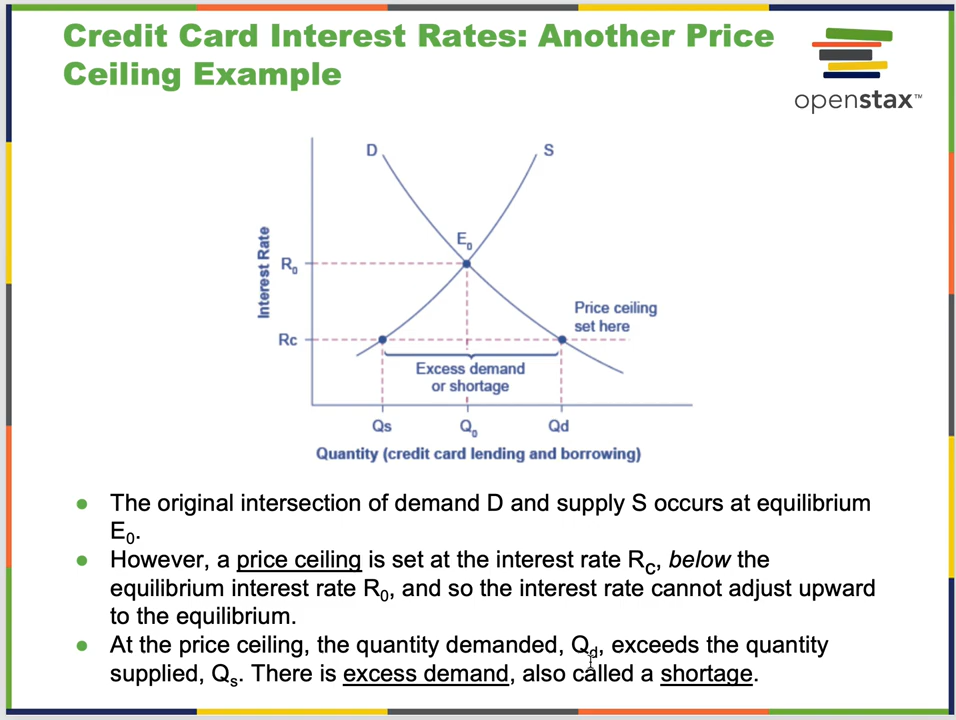 Credit Card Interest Rates: Another Price
Ceiling Example
openstax™
D
S
E₀
Interest Rate
R₀
Price ceiling
set here
Rc
Excess demand
or shortage
Qs
Q₀
Qd
Quantity (credit card lending and borrowing)
● The original intersection of demand D and supply S occurs at equilibrium
E₀.
● However, a price ceiling is set at the interest rate RC, below the
equilibrium interest rate R₀, and so the interest rate cannot adjust upward
to the equilibrium.
● At the price ceiling, the quantity demanded, Qd, exceeds the quantity
supplied, Qs. There is excess demand, also called a shortage.